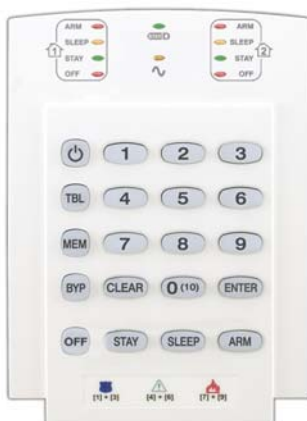 ARM ARM
SLEEP SLEEP
1 2
STAY STAY
OFF OFF
1 2 3
TBL 4 5 6
MEM 7 8 9
BYP CLEAR 0 (10) ENTER
OFF STAY SLEEP ARM
[1] + [3] [4] + [6] [7] + [9]